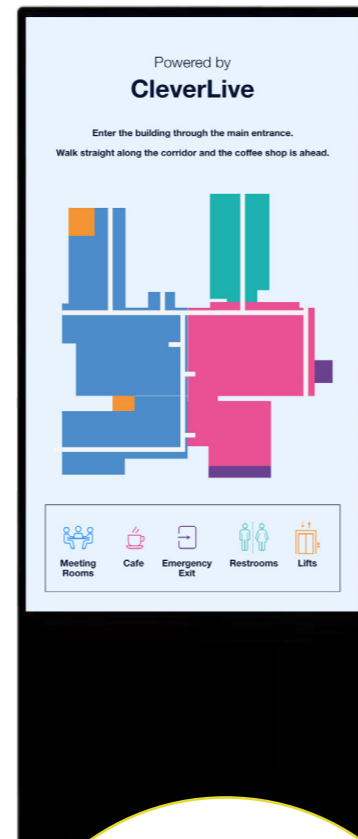 Powered by
CleverLive
Enter the building through the main entrance.
Walk straight along the corridor and the coffee shop is ahead.
Meeting
Rooms
Cafe
Emergency
Exit
Restrooms
Lifts